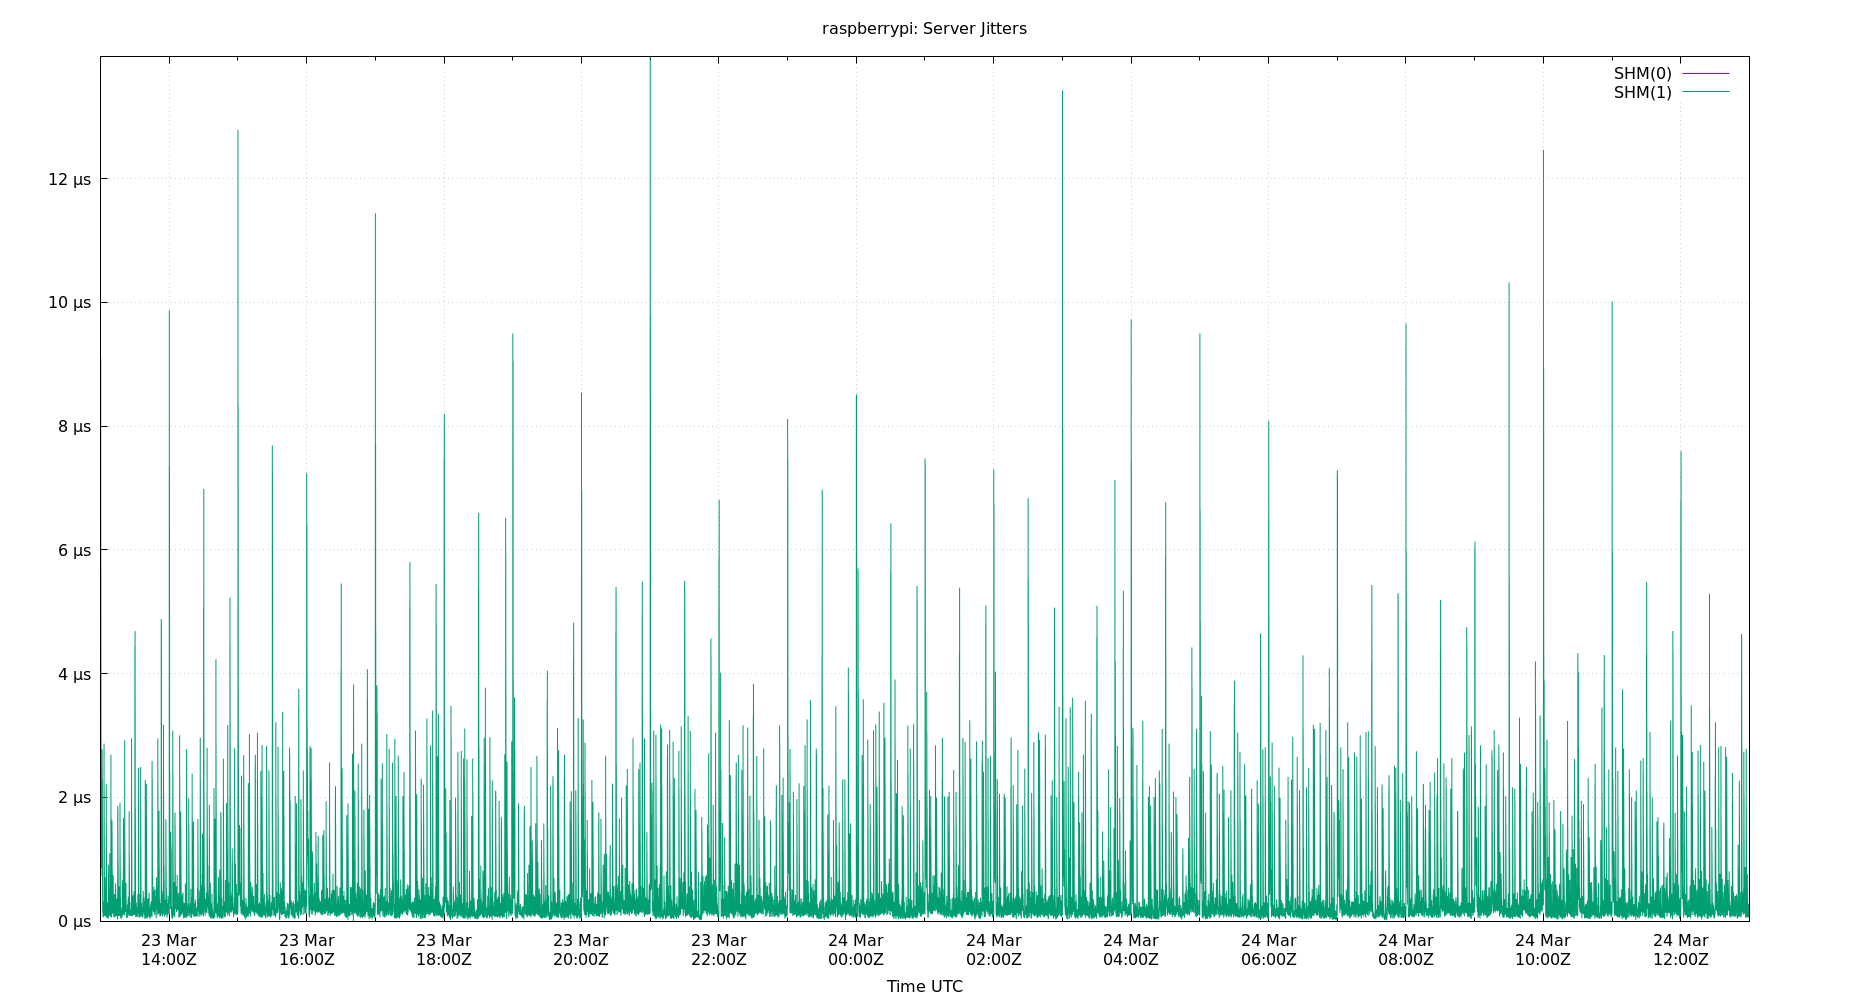 raspberrypi: Server Jitters
SHM(0)
SHM(1)
12 µs
10 µs
8 µs
6 µs
4 µs
2 µs
0 µs
23 Mar 23 Mar 23 Mar 23 Mar 23 Mar 24 Mar 24 Mar 24 Mar 24 Mar 24 Mar 24 Mar 24 Mar
14:00Z 16:00Z 18:00Z 20:00Z 22:00Z 00:00Z 02:00Z 04:00Z 06:00Z 08:00Z 10:00Z 12:00Z
Time UTC